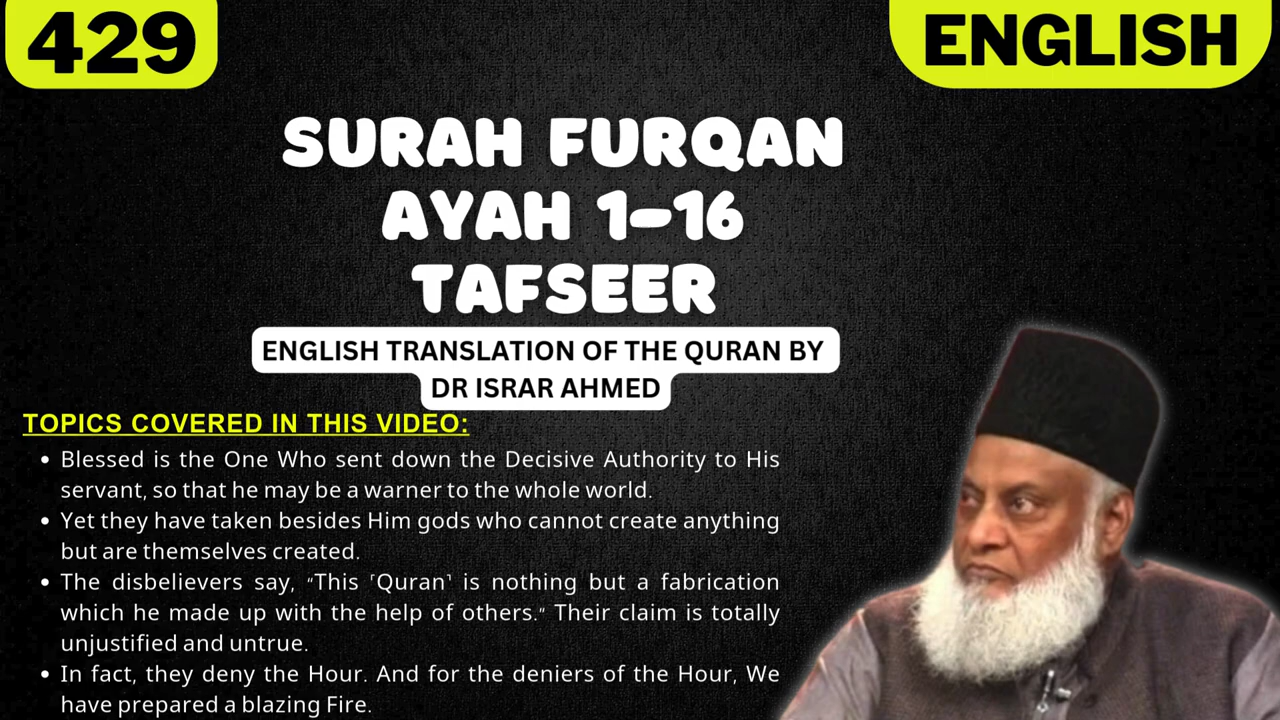 429
ENGLISH
SURAH FURQAN
AYAH 1-16
TAFSEER
ENGLISH TRANSLATION OF THE QURAN BY
DR ISRAR AHMED
TOPICS COVERED IN THIS VIDEO:
• Blessed is the One Who sent down the Decisive Authority to His
servant, so that he may be a warner to the whole world.
• Yet they have taken besides Him gods who cannot create anything
but are themselves created.
• The disbelievers say, “This ˹Quran˺ is nothing but a fabrication
which he made up with the help of others.” Their claim is totally
unjustified and untrue.
• In fact, they deny the Hour. And for the deniers of the Hour, We
have prepared a blazing Fire.